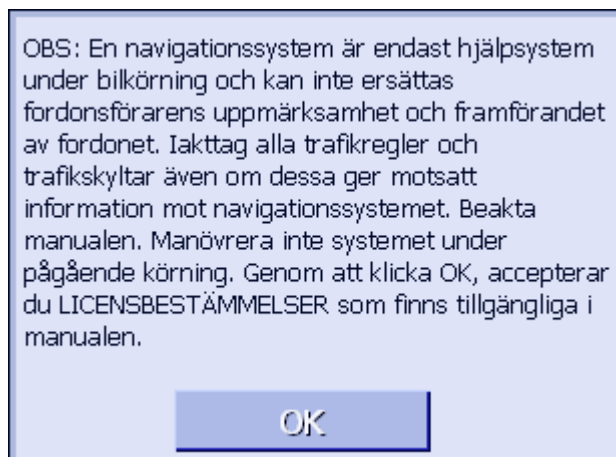 OBS: En navigationssystem är endast hjälpsystem
under bilkörning och kan inte ersättas
fordonsförarens uppmärksamhet och framförandet
av fordonet. Iakttag alla trafikregler och
trafikskyltar även om dessa ger motsatt
information mot navigationssystemet. Beakta
manualen. Manövrera inte systemet under
pågående körning. Genom att klicka OK, accepterar
du LICENSBESTÄMMELSER som finns tillgängliga i
manualen.
OK